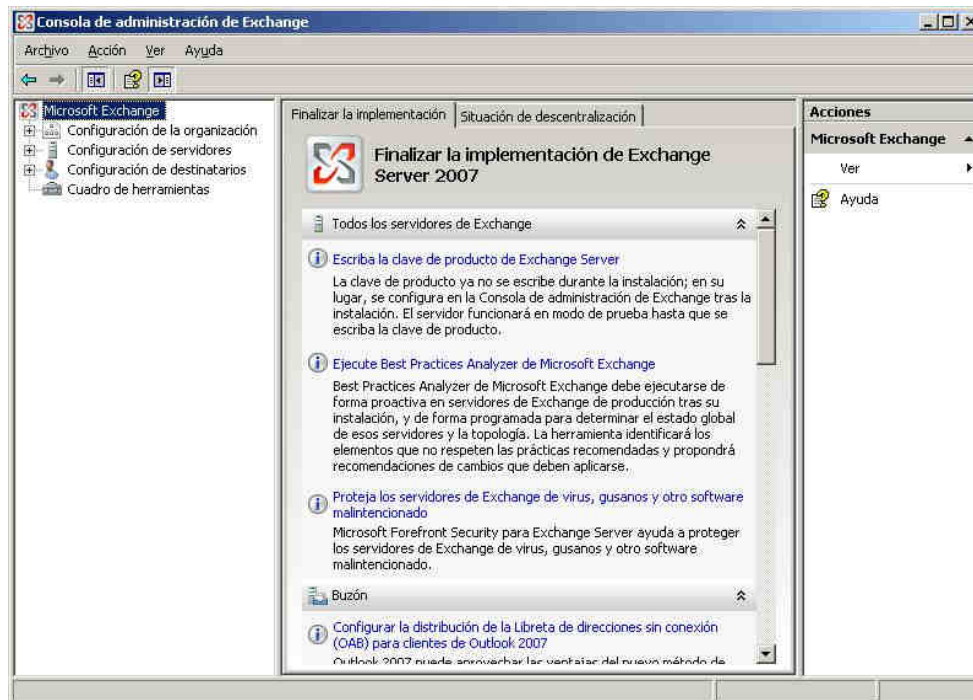 Consola de administración de Exchange
Archivo Acción Ver Ayuda
Microsoft Exchange
Configuración de la organización
Configuración de servidores
Configuración de destinatarios
Cuadro de herramientas
Finalizar la implementación Situación de descentralización
Finalizar la implementación de Exchange
Server 2007
Todos los servidores de Exchange
Escriba la clave de producto de Exchange Server
La clave de producto ya no se escribe durante la instalación; en su
lugar, se configura en la Consola de administración de Exchange tras la
instalación. El servidor funcionará en modo de prueba hasta que se
escriba la clave de producto.
Ejecute Best Practices Analyzer de Microsoft Exchange
Best Practices Analyzer de Microsoft Exchange debe ejecutarse de
forma proactiva en servidores de Exchange de producción tras su
instalación, y de forma programada para determinar el estado global
de esos servidores y la topología. La herramienta identificará los
elementos que no respeten las prácticas recomendadas y propondrá
recomendaciones de cambios que deben aplicarse.
Proteja los servidores de Exchange de virus, gusanos y otro software
malintencionado
Microsoft Forefront Security para Exchange Server ayuda a proteger
los servidores de Exchange de virus, gusanos y otro software
malintencionado.
Buzón
Configurar la distribución de la Libreta de direcciones sin conexión
(OAB) para clientes de Outlook 2007
Outlook 2007 puede aprovechar las ventajas del nuevo método de
Acciones
Microsoft Exchange
Ver
Ayuda